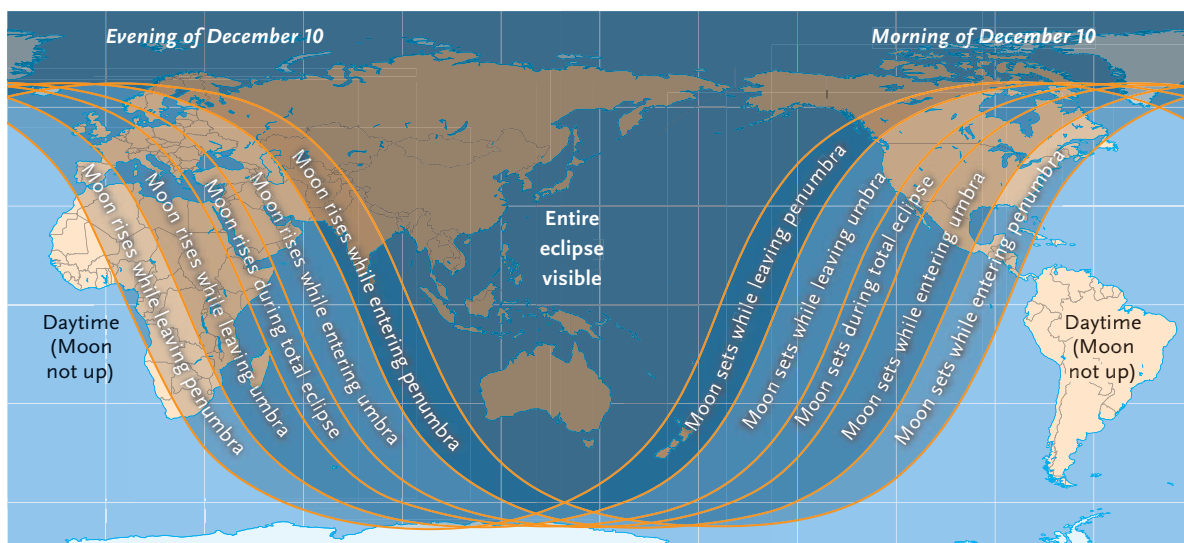 Evening of December 10
Morning of December 10
Moon rises while leaving penumbra
Moon rises while leaving umbra
Moon rises during total eclipse
Moon rises while entering umbra
Moon rises while entering penumbra
Entire
eclipse
visible
Moon sets while leaving penumbra
Moon sets while leaving umbra
Moon sets during total eclipse
Moon sets while entering umbra
Moon sets while entering penumbra
Daytime
(Moon
not up)
Daytime
(Moon
not up)